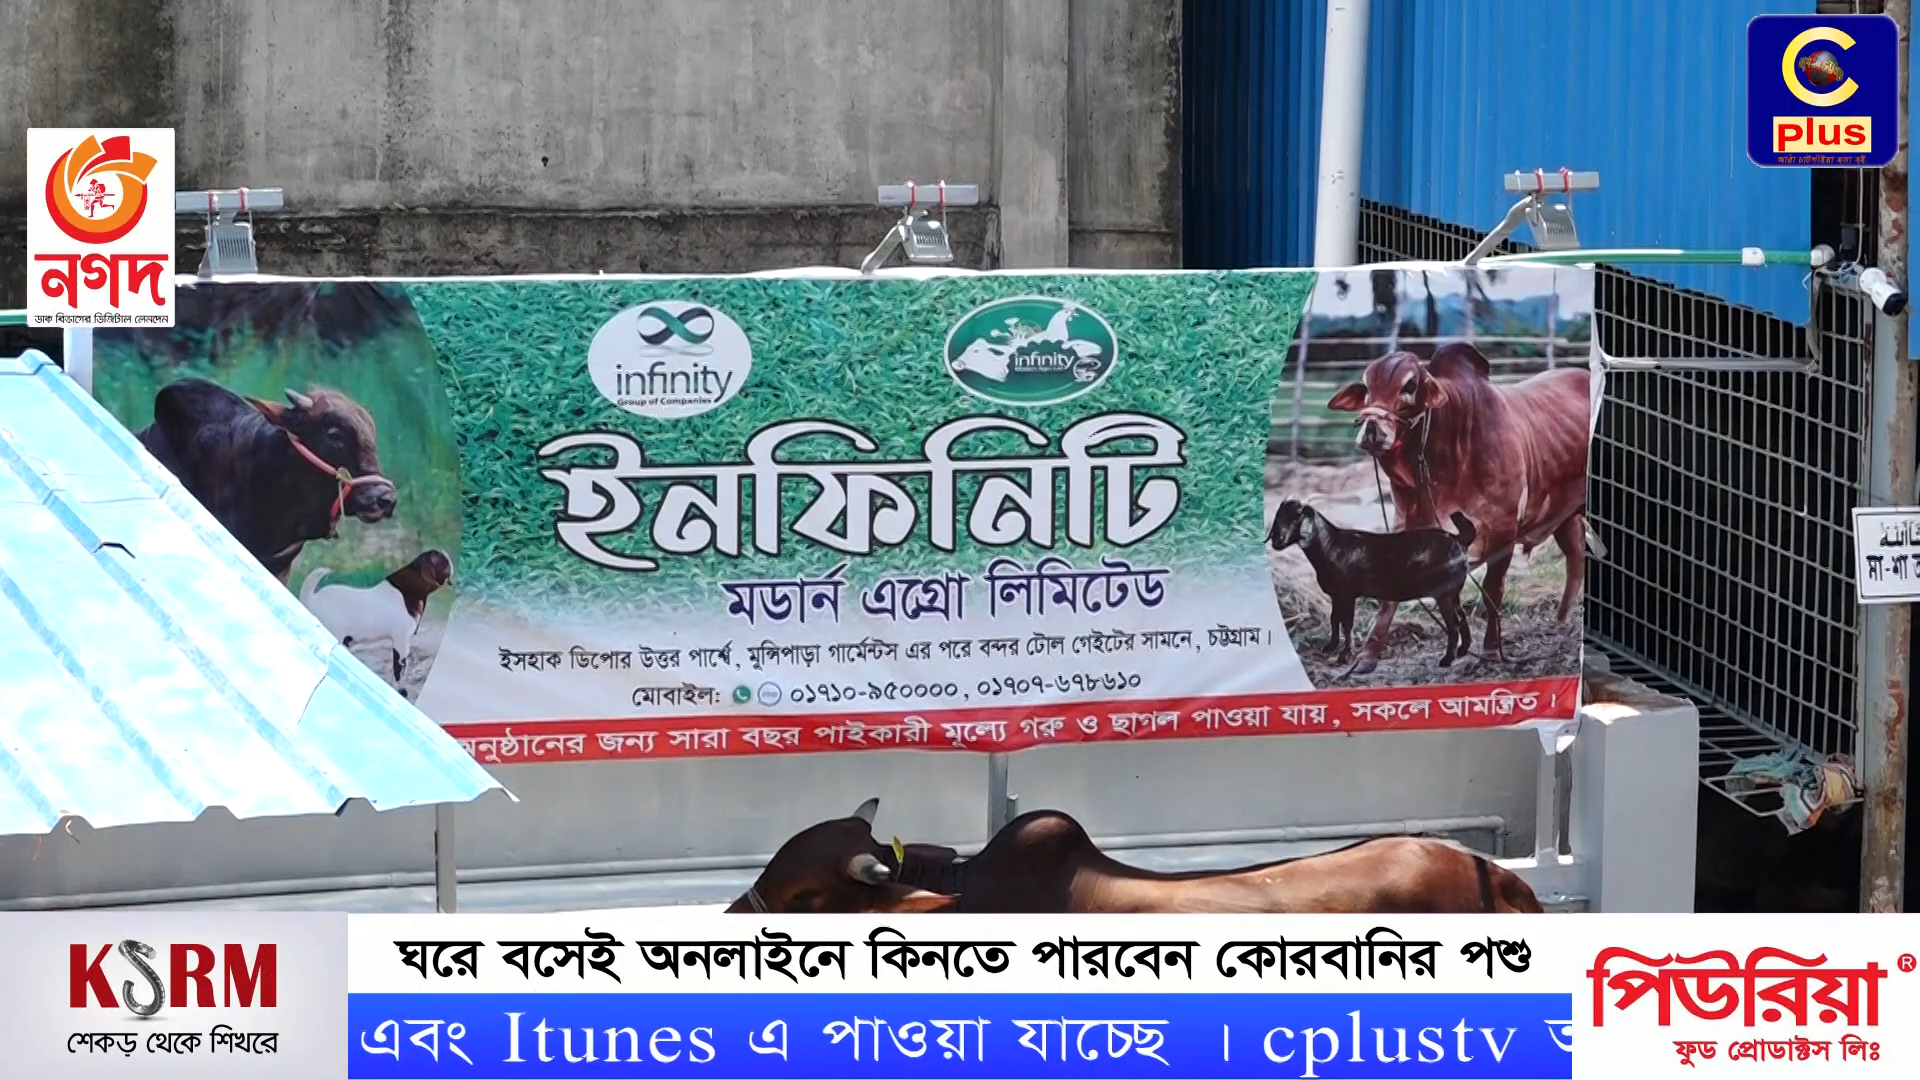 C
plus
নগদ
ডাক বিভাগের ডিজিটাল লেনদেন
infinity
Group of Companies
infinity
ইনফিনিটি
মডার্ন এগ্রো লিমিটেড
ইসহাক ডিপোর উত্তর পার্শ্বে, মুন্সিপাড়া গার্মেন্টস এর পরে বন্দর টোল গেইটের সামনে, চট্টগ্রাম।
মোবাইল: ০১৭১০-৯৫০০০০, ০১৭০৭-৬৭৮৬১০
নুষ্ঠানের জন্য সারা বছর পাইকারী মূল্যে গরু ও ছাগল পাওয়া যায়, সকলে আমন্ত্রিত।
KSRM
শেকড় থেকে শিখরে
ঘরে বসেই অনলাইনে কিনতে পারবেন কোরবানির পশু
এবং Itunes এ পাওয়া যাচ্ছে । cplustv
পিউরিয়া®
ফুড প্রোডাক্টস লিঃ